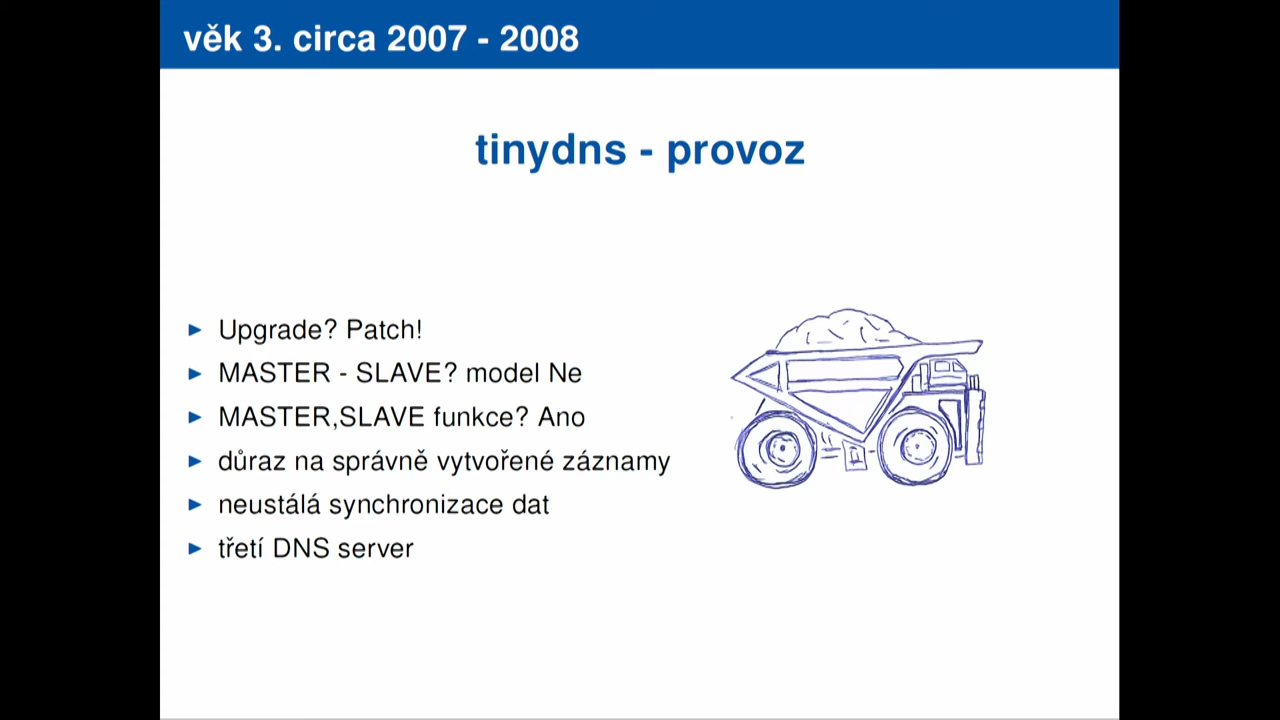 věk 3. circa 2007 - 2008
tinydns - provoz
Upgrade? Patch!
MASTER - SLAVE? model Ne
MASTER,SLAVE funkce? Ano
důraz na správně vytvořené záznamy
neustálá synchronizace dat
třetí DNS server